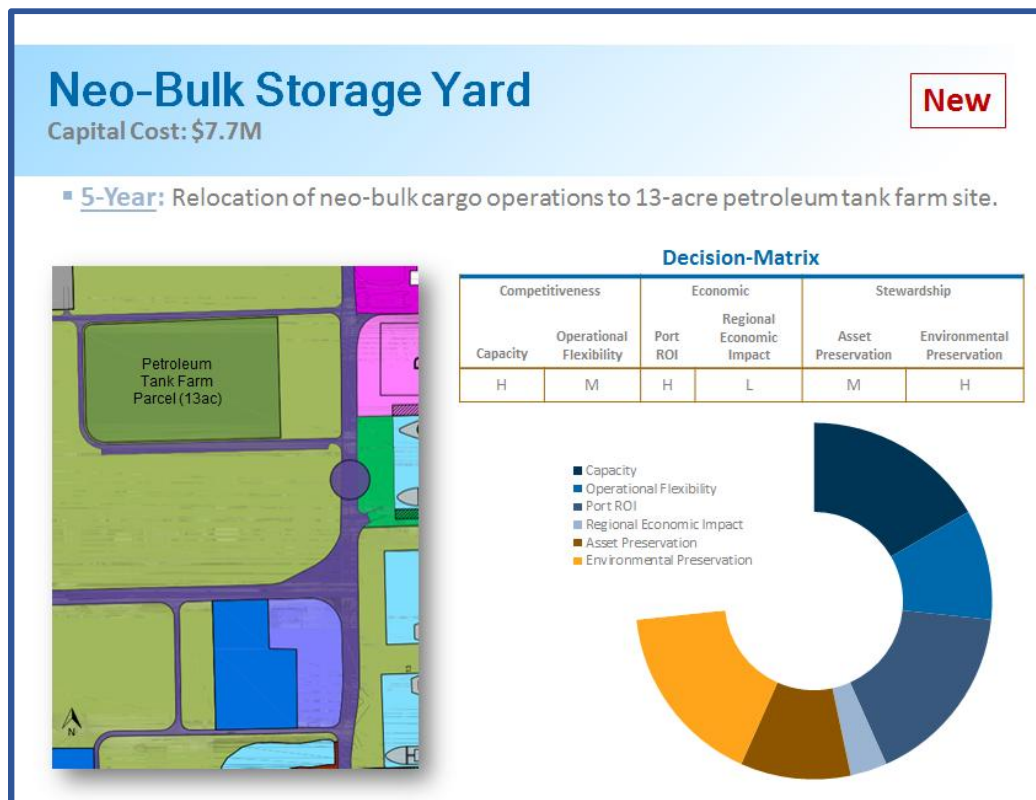 Neo-Bulk Storage Yard
Capital Cost: $7.7M
New
▪ 5-Year: Relocation of neo-bulk cargo operations to 13-acre petroleum tank farm site.
Petroleum
Tank Farm
Parcel (13ac)
N
13
Decision-Matrix
Competitiveness Economic Stewardship
Capacity Operational Flexibility Port ROI Regional Economic Impact Asset Preservation Environmental Preservation
H M H L M H
Capacity
Operational Flexibility
Port ROI
Regional Economic Impact
Asset Preservation
Environmental Preservation